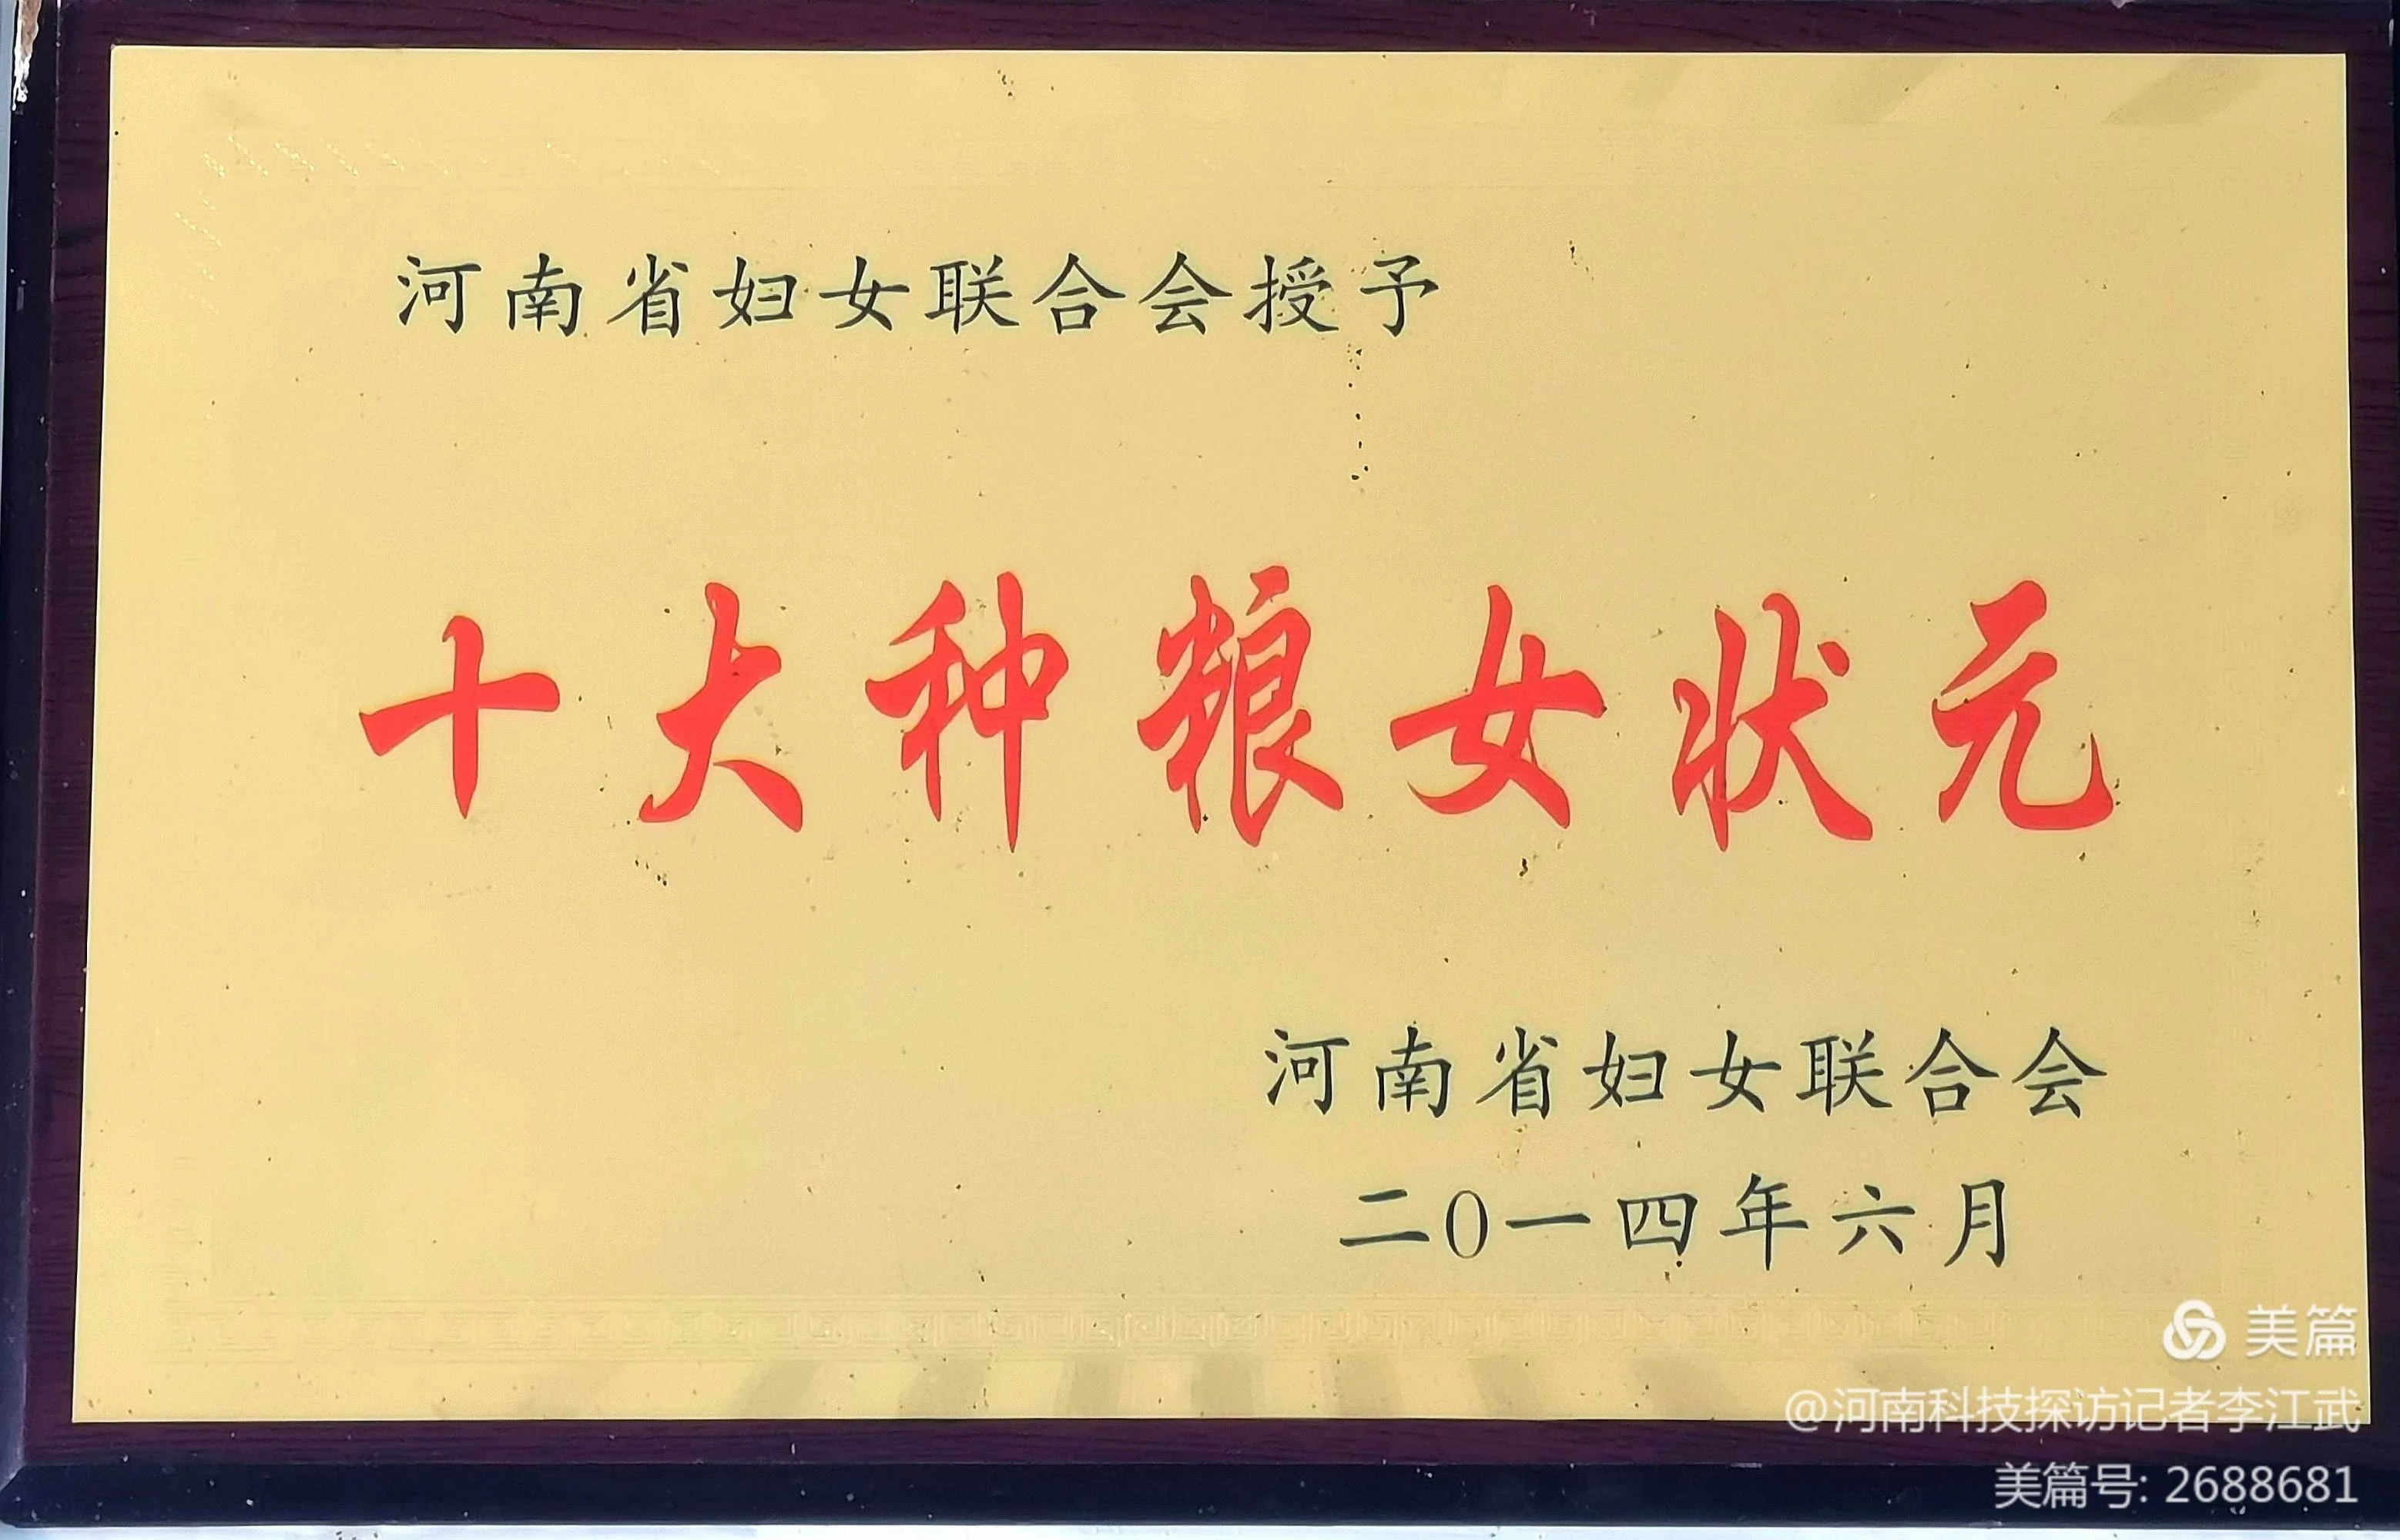 河南省妇女联合会授予
十大种粮女状元
河南省妇女联合会
二0一四年六月
美篇
@河南科技探访记者李江武
美篇号: 2688681